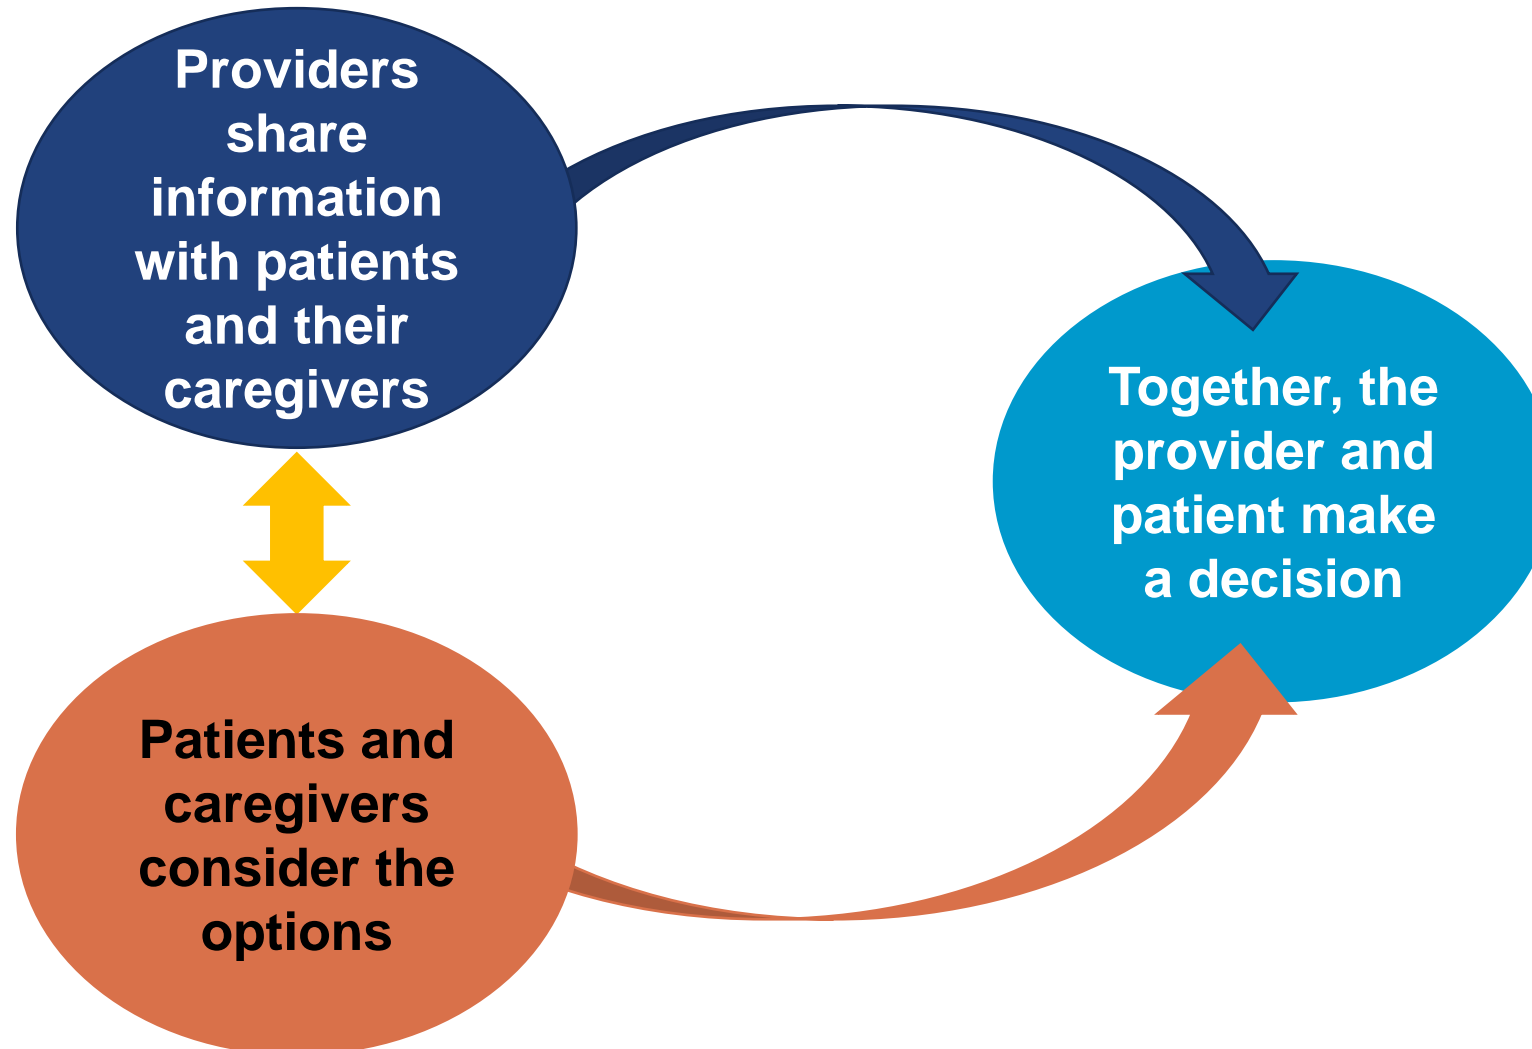 Providers
share
information
with patients
and their
caregivers
Together, the
provider and
patient make
a decision
Patients and
caregivers
consider the
options